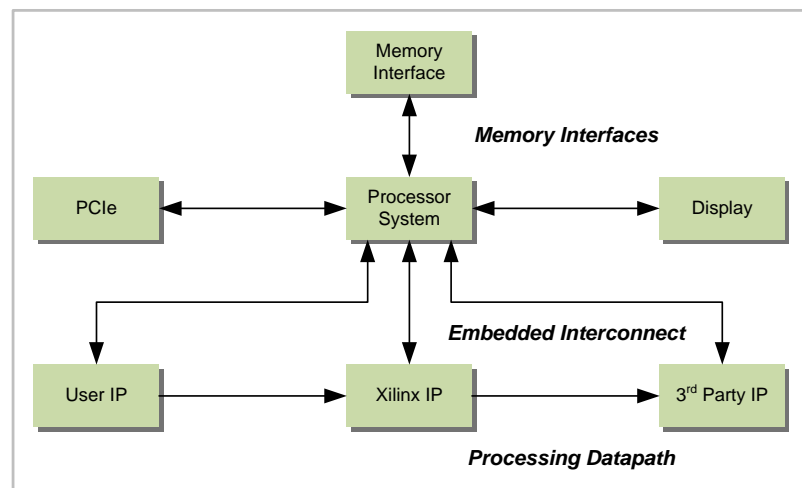 Memory
Interface
Memory Interfaces
PCIe
Processor
System
Display
Embedded Interconnect
User IP
Xilinx IP
3rd Party IP
Processing Datapath